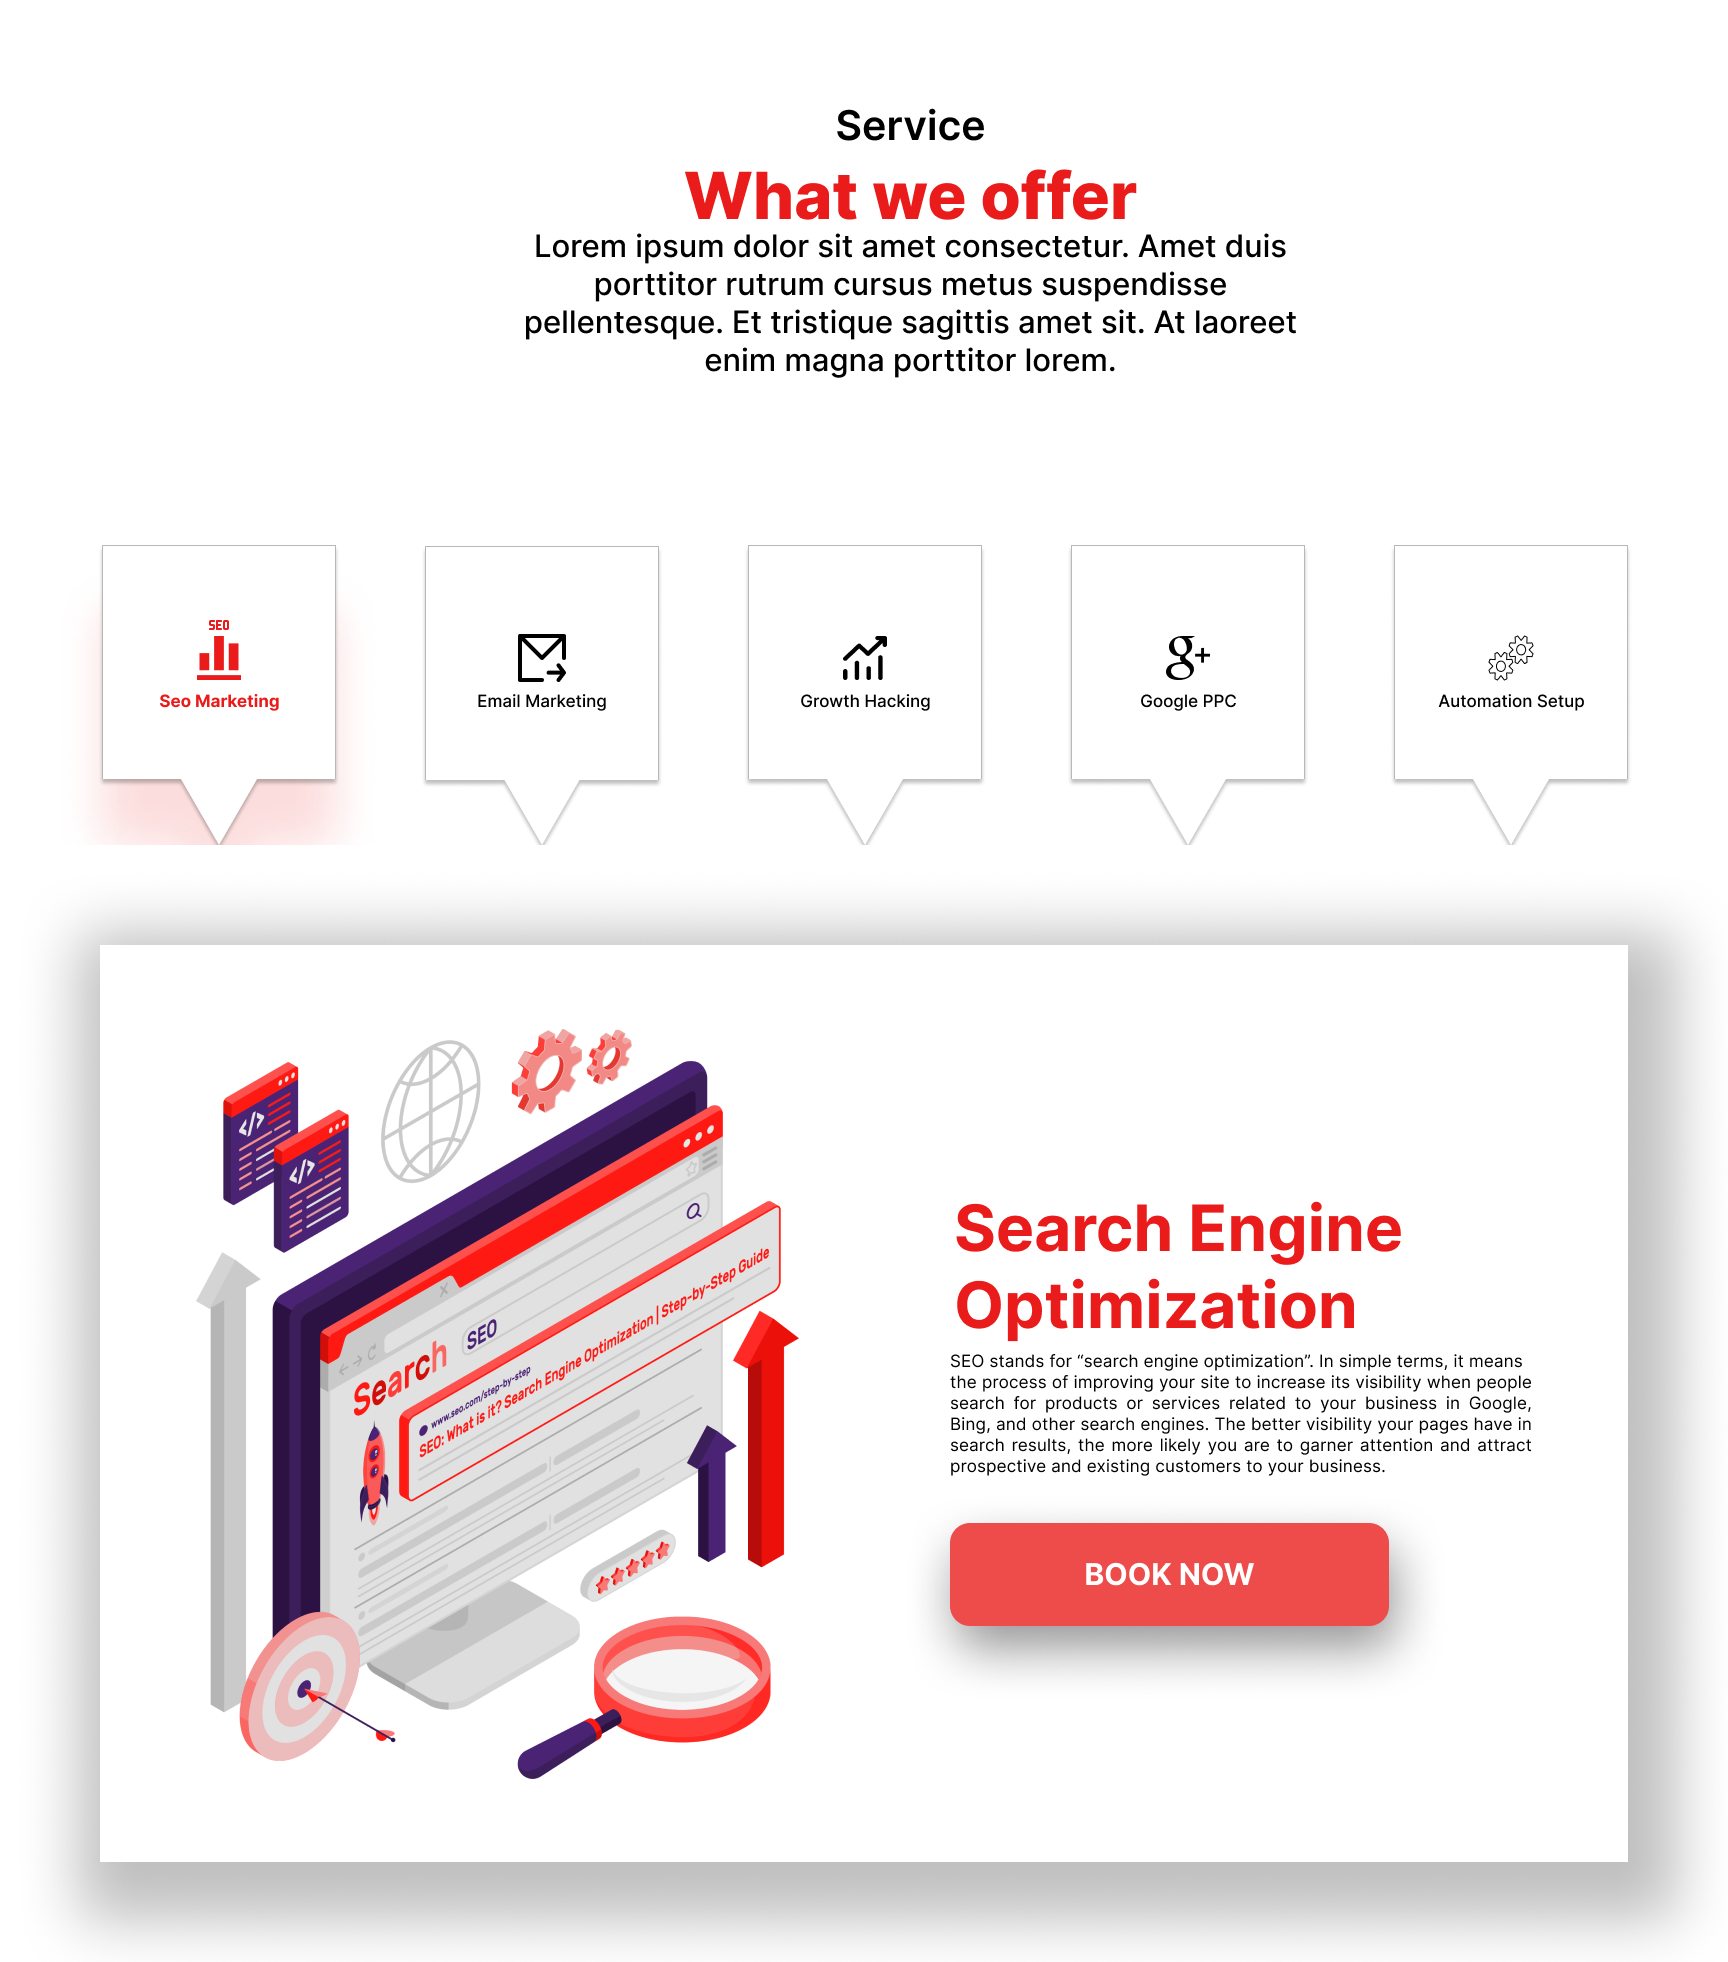 Service
What we offer
Lorem ipsum dolor sit amet consectetur. Amet duis
porttitor rutrum cursus metus suspendisse
pellentesque. Et tristique sagittis amet sit. At laoreet
enim magna porttitor lorem.
SEO
Seo Marketing
Email Marketing
Growth Hacking
g+
Google PPC
Automation Setup
</>
</>
X
Search
SEO
www.seo.com/step-by-step
SEO: What is it? Search Engine Optimization | Step-by-Step Guide
Search Engine
Optimization
SEO stands for “search engine optimization”. In simple terms, it means
the process of improving your site to increase its visibility when people
search for products or services related to your business in Google,
Bing, and other search engines. The better visibility your pages have in
search results, the more likely you are to garner attention and attract
prospective and existing customers to your business.
BOOK NOW